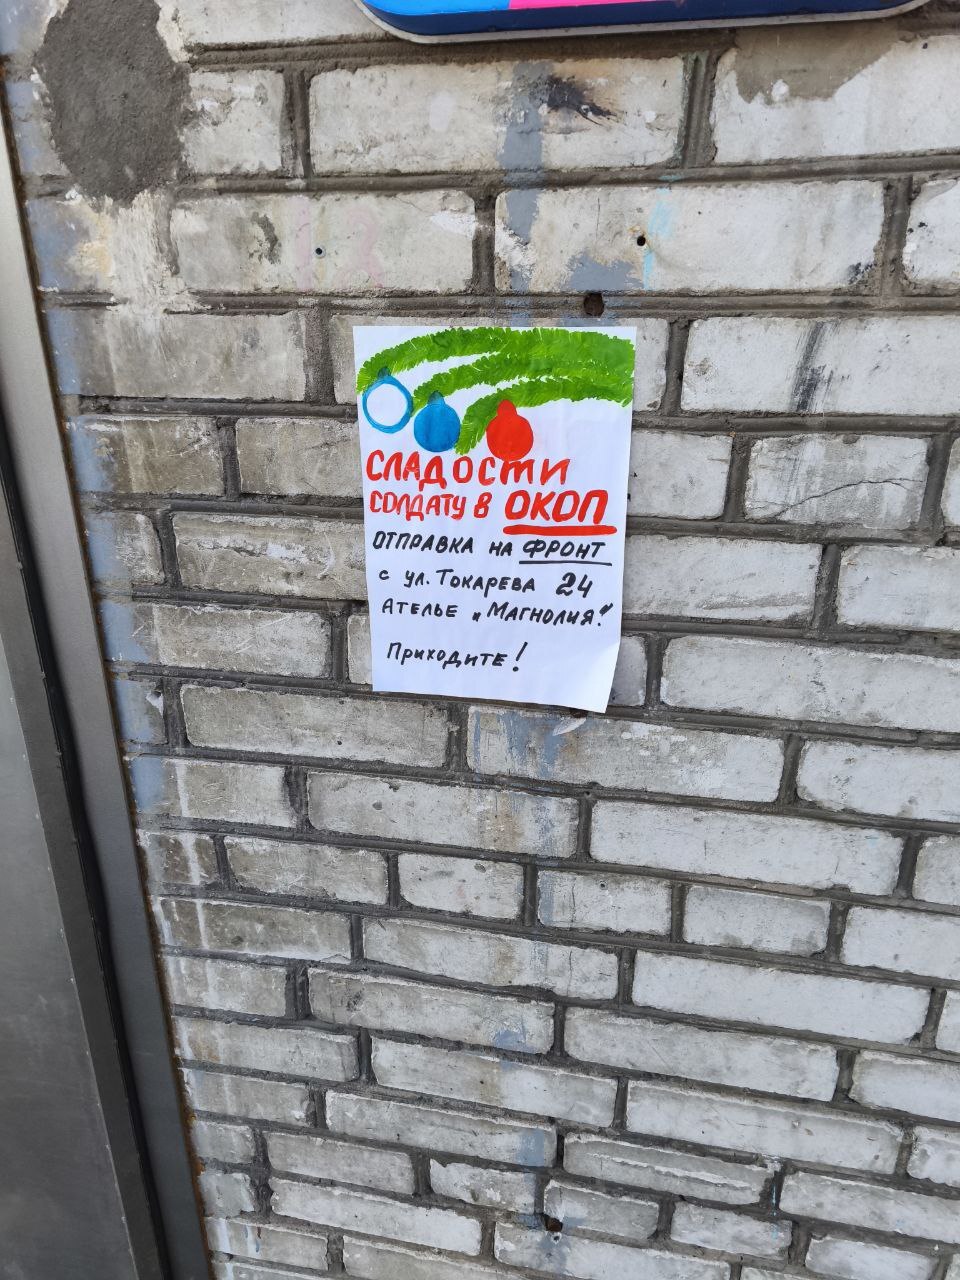 СЛАДОСТИ
СОЛДАТУ В ОКОП
ОТПРАВКА НА ФРОНТ
С УЛ. ТОКАРЕВА 24
АТЕЛЬЕ „МАГНОЛИЯ".
ПРИХОДИТЕ!